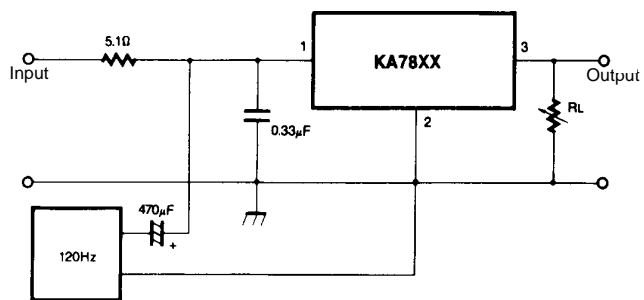 5.1Ω
1
KA78XX
3
Input
Output
0.33μF
2
RL
470μF
+
120Hz